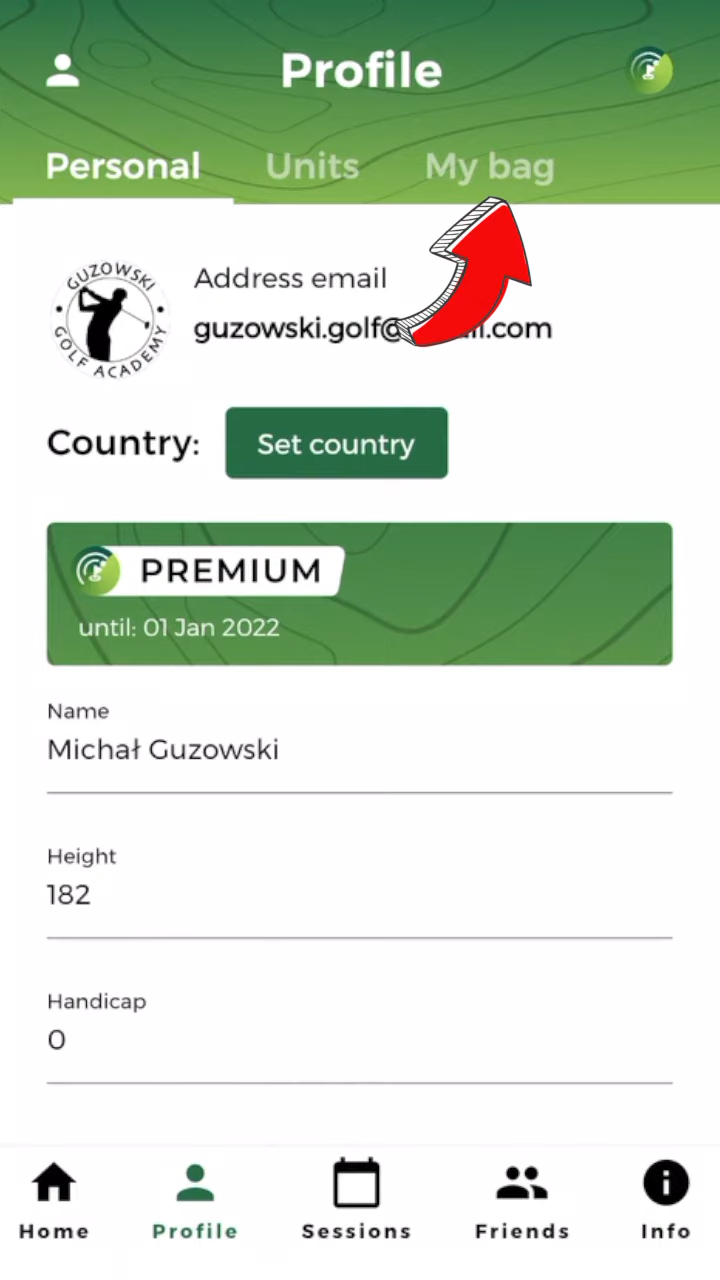 Profile
Personal Units My bag
GUZOWSKI
GOLF ACADEMY
Address email
guzowski.golf@
.com
Country: Set country
PREMIUM
until: 01 Jan 2022
Name
Michał Guzowski
Height
182
Handicap
0
Home Profile Sessions Friends Info